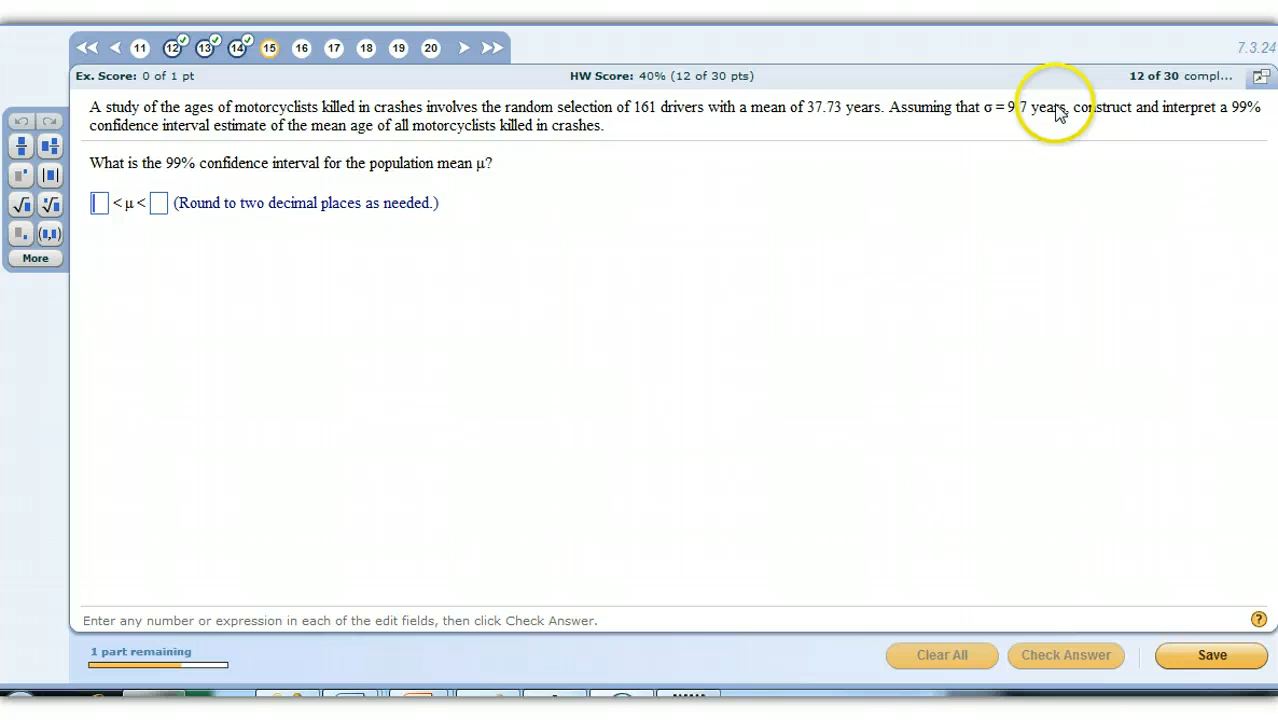 11 12 13 14 15 16 17 18 19 20
7.3.24
Ex. Score: 0 of 1 pt HW Score: 40% (12 of 30 pts) 12 of 30 compl...
A study of the ages of motorcyclists killed in crashes involves the random selection of 161 drivers with a mean of 37.73 years. Assuming that σ = 9.7 years, construct and interpret a 99%
confidence interval estimate of the mean age of all motorcyclists killed in crashes.
What is the 99% confidence interval for the population mean μ?
< μ < (Round to two decimal places as needed.)
More
Enter any number or expression in each of the edit fields, then click Check Answer.
?
1 part remaining
Clear All Check Answer Save